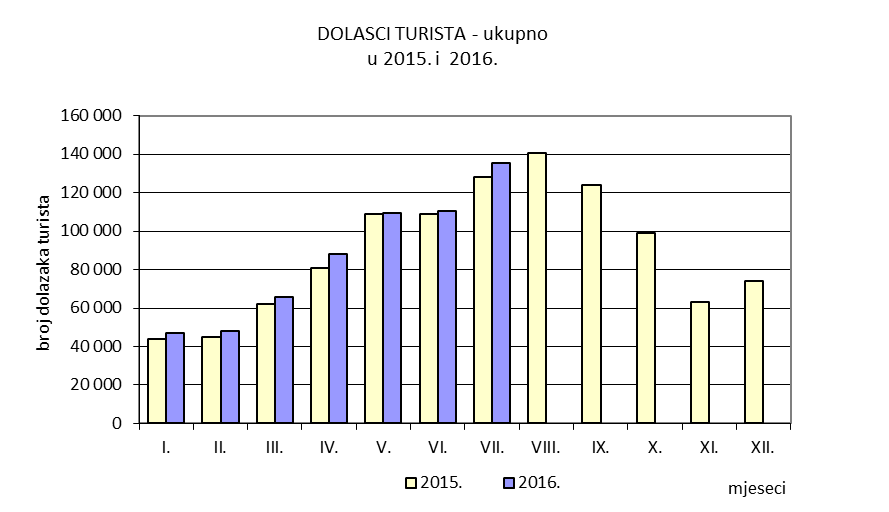 DOLASCI TURISTA - ukupno
u 2015. i  2016.
160 000
140 000
120 000
100 000
80 000
60 000
40 000
20 000
0
broj dolazaka turista
I. II. III. IV. V. VI. VII. VIII. IX. X. XI. XII.
2015. 2016.
mjeseci